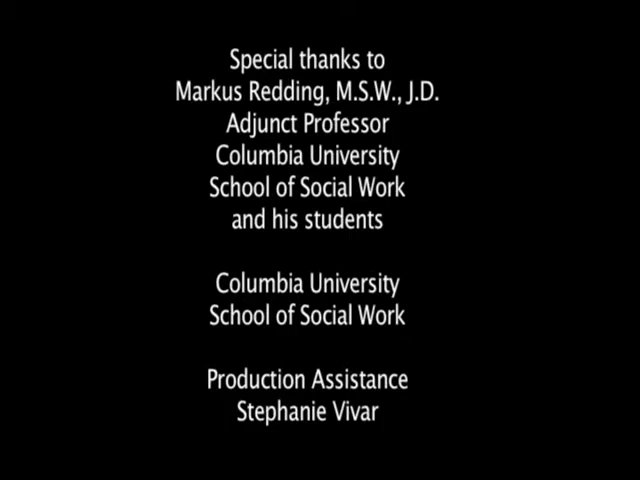 Special thanks to
Markus Redding, M.S.W., J.D.
Adjunct Professor
Columbia University
School of Social Work
and his students
Columbia University
School of Social Work
Production Assistance
Stephanie Vivar